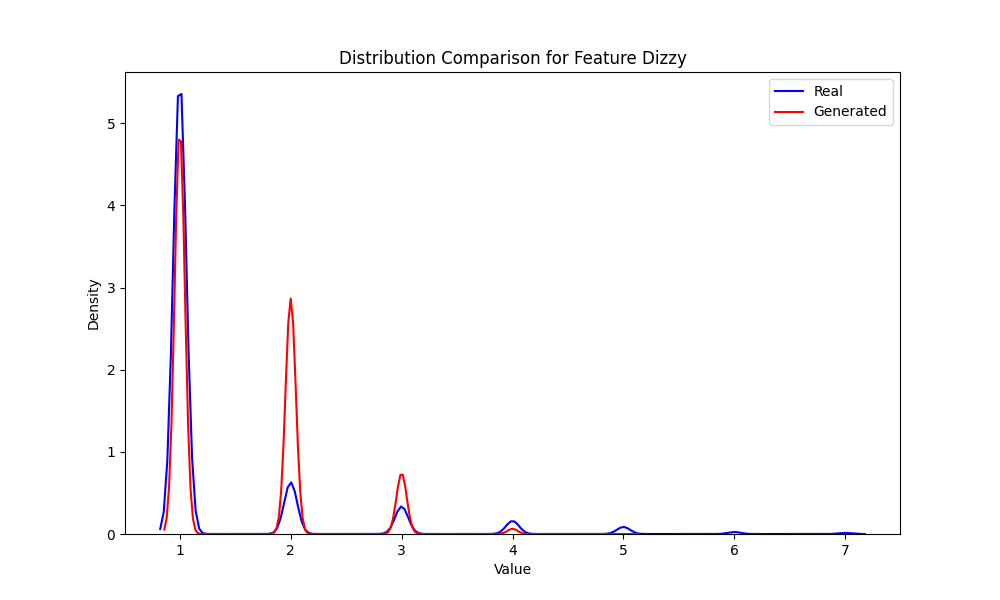 Distribution Comparison for Feature Dizzy
Real
Generated
Density
5
4
3
2
1
0
1 2 3 4 5 6 7
Value